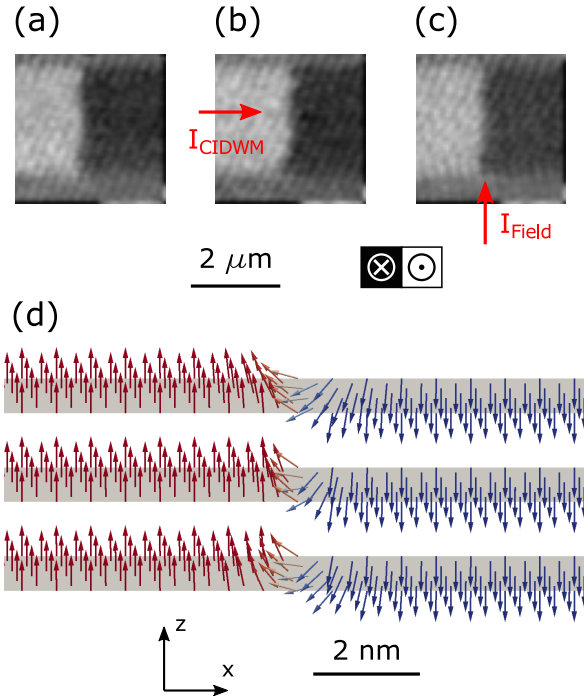 (a) (b) (c)
I_CIDWM
I_Field
2 μm
(d)
z
x
2 nm